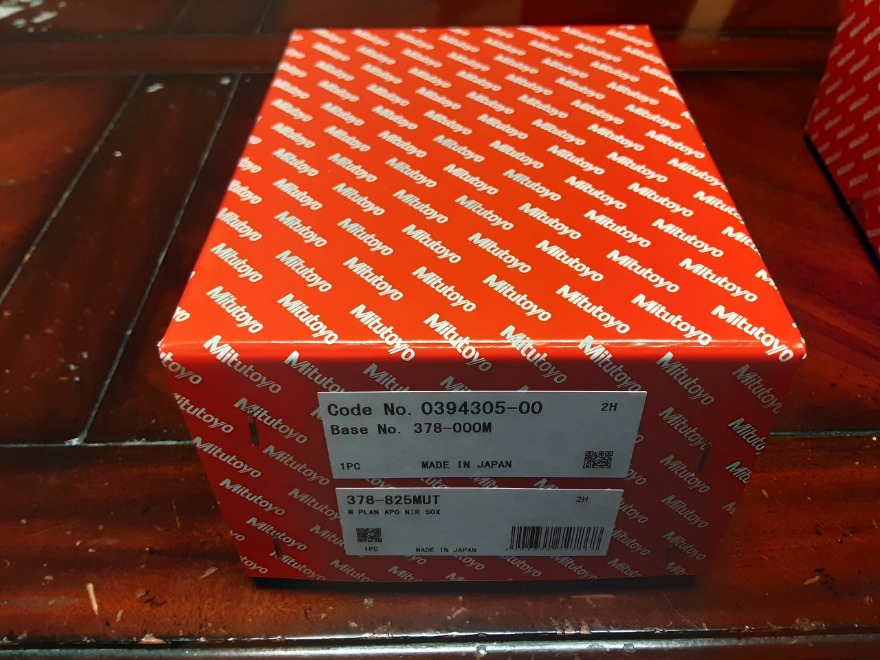 Mitutoyo
Code No. 0394305-00 2H
Base No. 378-000M
1PC MADE IN JAPAN
378-825MUT 2H
M PLAN APO NIR 50X
1PC MADE IN JAPAN